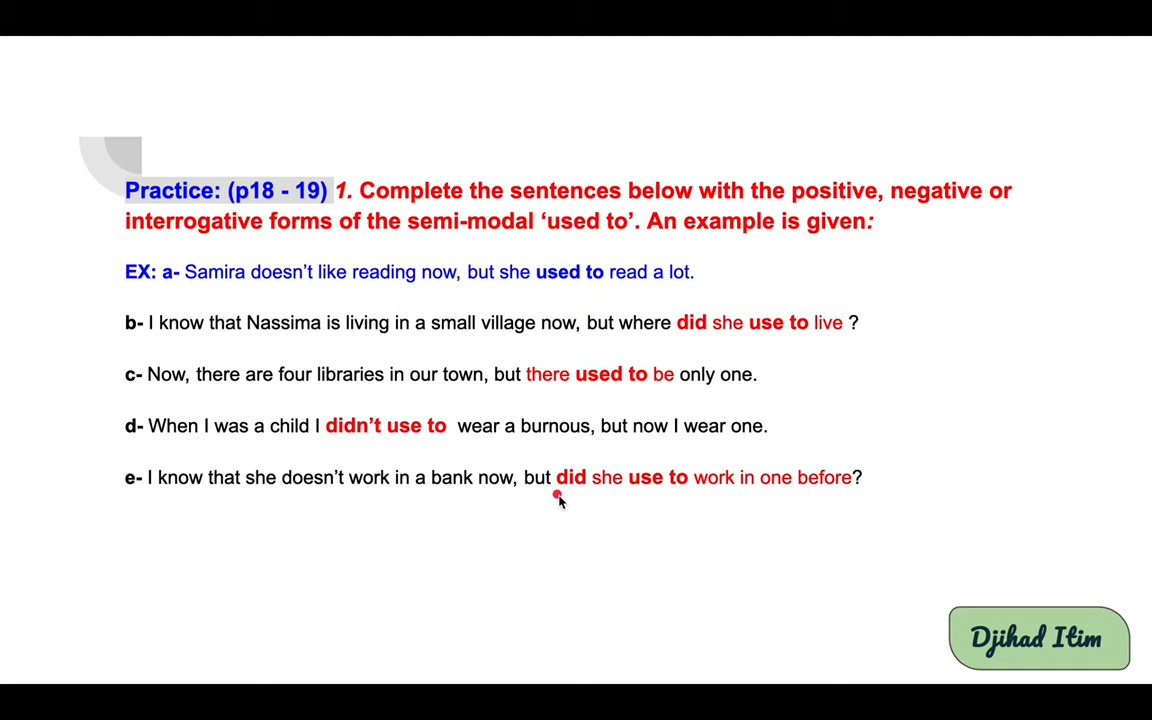 Practice: (p18 - 19) 1. Complete the sentences below with the positive, negative or
interrogative forms of the semi-modal ‘used to’. An example is given:
EX: a- Samira doesn’t like reading now, but she used to read a lot.
b- I know that Nassima is living in a small village now, but where did she use to live ?
c- Now, there are four libraries in our town, but there used to be only one.
d- When I was a child I didn’t use to wear a burnous, but now I wear one.
e- I know that she doesn’t work in a bank now, but did she use to work in one before?
Djihad Itim